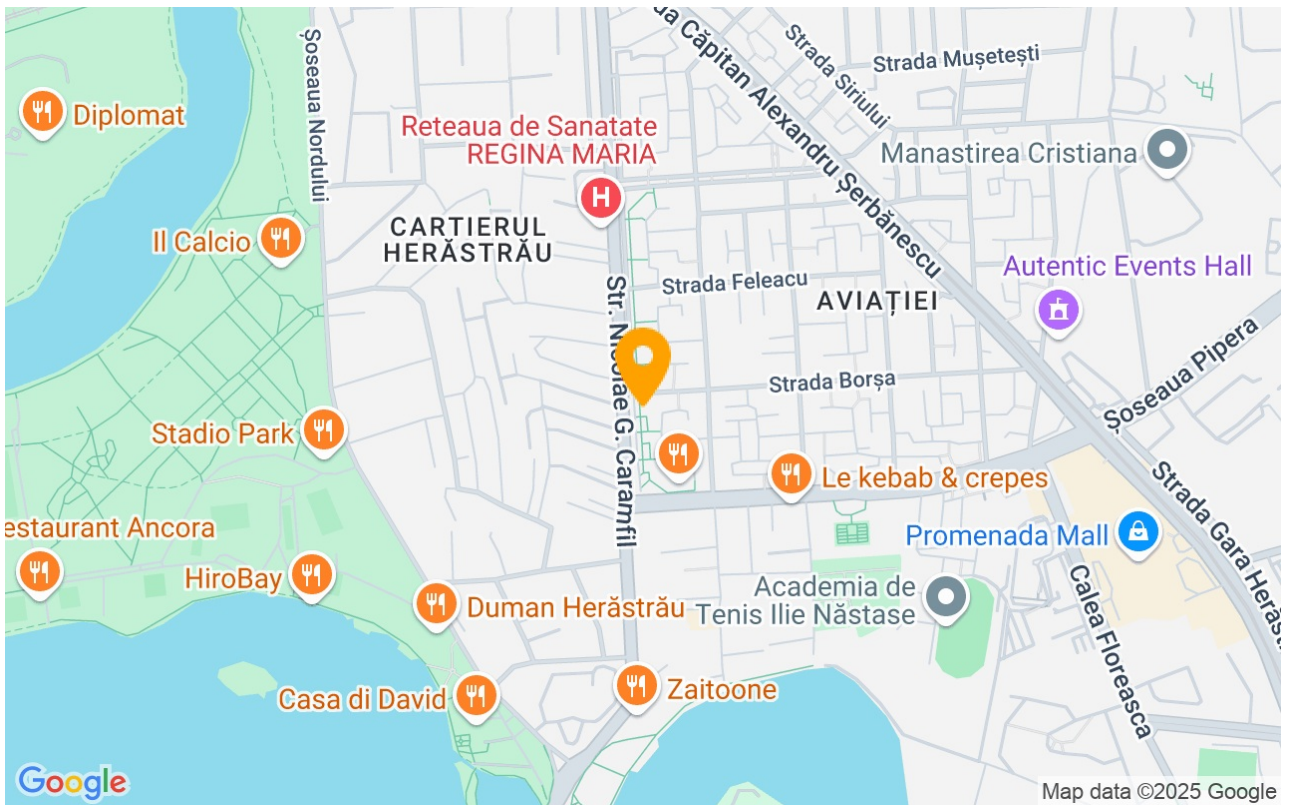 Șoseaua Nordului
Diplomat
Reteaua de Sanatate
REGINA MARIA
H
Strada Siriului
Strada Mușetești
Căpitan Alexandru Șerbănescu
Manastirea Cristiana
Il Calcio
CARTIERUL
HERĂSTRĂU
Strada Feleacu
AVIAȚIEI
Autentic Events Hall
Șoseaua Pipera
Str. Nicolae G. Caramfil
Strada Borșa
Stadio Park
Le kebab & crepes
Strada Gara
estaurant Ancora
Promenada Mall
HiroBay
Duman Herăstrău
Academia de
Tenis Ilie Năstase
Calea Floreasca
Casa di David
Zaitoone
Google
Map data ©2025 Google